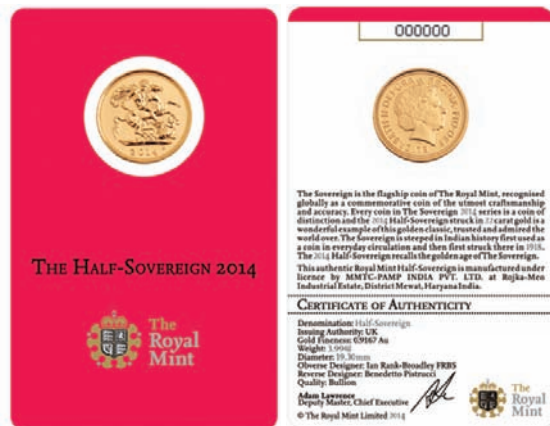 2014
THE HALF-SOVEREIGN 2014
The
Royal
Mint
000000
The Sovereign is the flagship coin of The Royal Mint, recognised
globally as a commemorative coin of the utmost craftsmanship
and accuracy. Every coin in The Sovereign 2014 series is a coin of
distinction and the 2014 Half-Sovereign struck in 22 carat gold is a
wonderful example of this golden classic, trusted and admired the
world over. The Sovereign is steeped in Indian history first used as
a coin in everyday circulation and then first struck there in 1918.
The 2014 Half-Sovereign recalls the golden age of The Sovereign.
This authentic Royal Mint Half-Sovereign is manufactured under
licence by MMTC-PAMP INDIA PVT. LTD. at Rojka-Meo
Industrial Estate, District Mewat, Haryana India.
CERTIFICATE OF AUTHENTICITY
Denomination: Half-Sovereign
Issuing Authority: UK
Gold Fineness: 0.9167 Au
Weight: 3.994g
Diameter: 19.30mm
Obverse Designer: Ian Rank-Broadley FRBS
Reverse Designer: Benedetto Pistrucci
Quality: Bullion
Adam Lawrence
Deputy Master, Chief Executive
© The Royal Mint Limited 2014
The
Royal
Mint